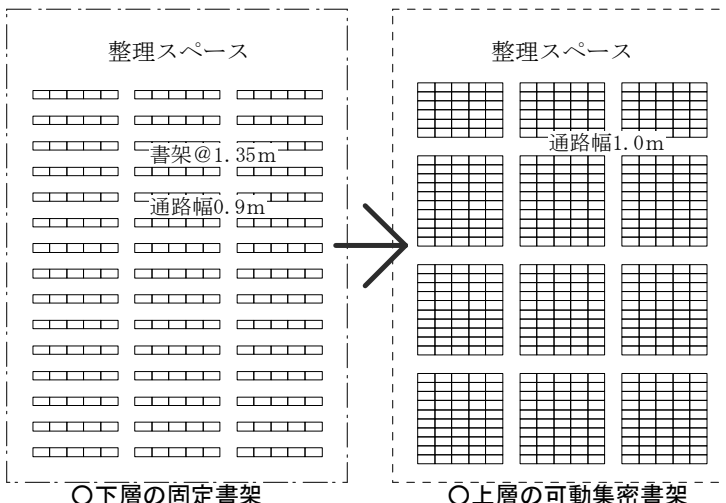 整理スペース
書架@1.35m
通路幅0.9m
○下層の固定書架
整理スペース
通路幅1.0m
○上層の可動集密書架